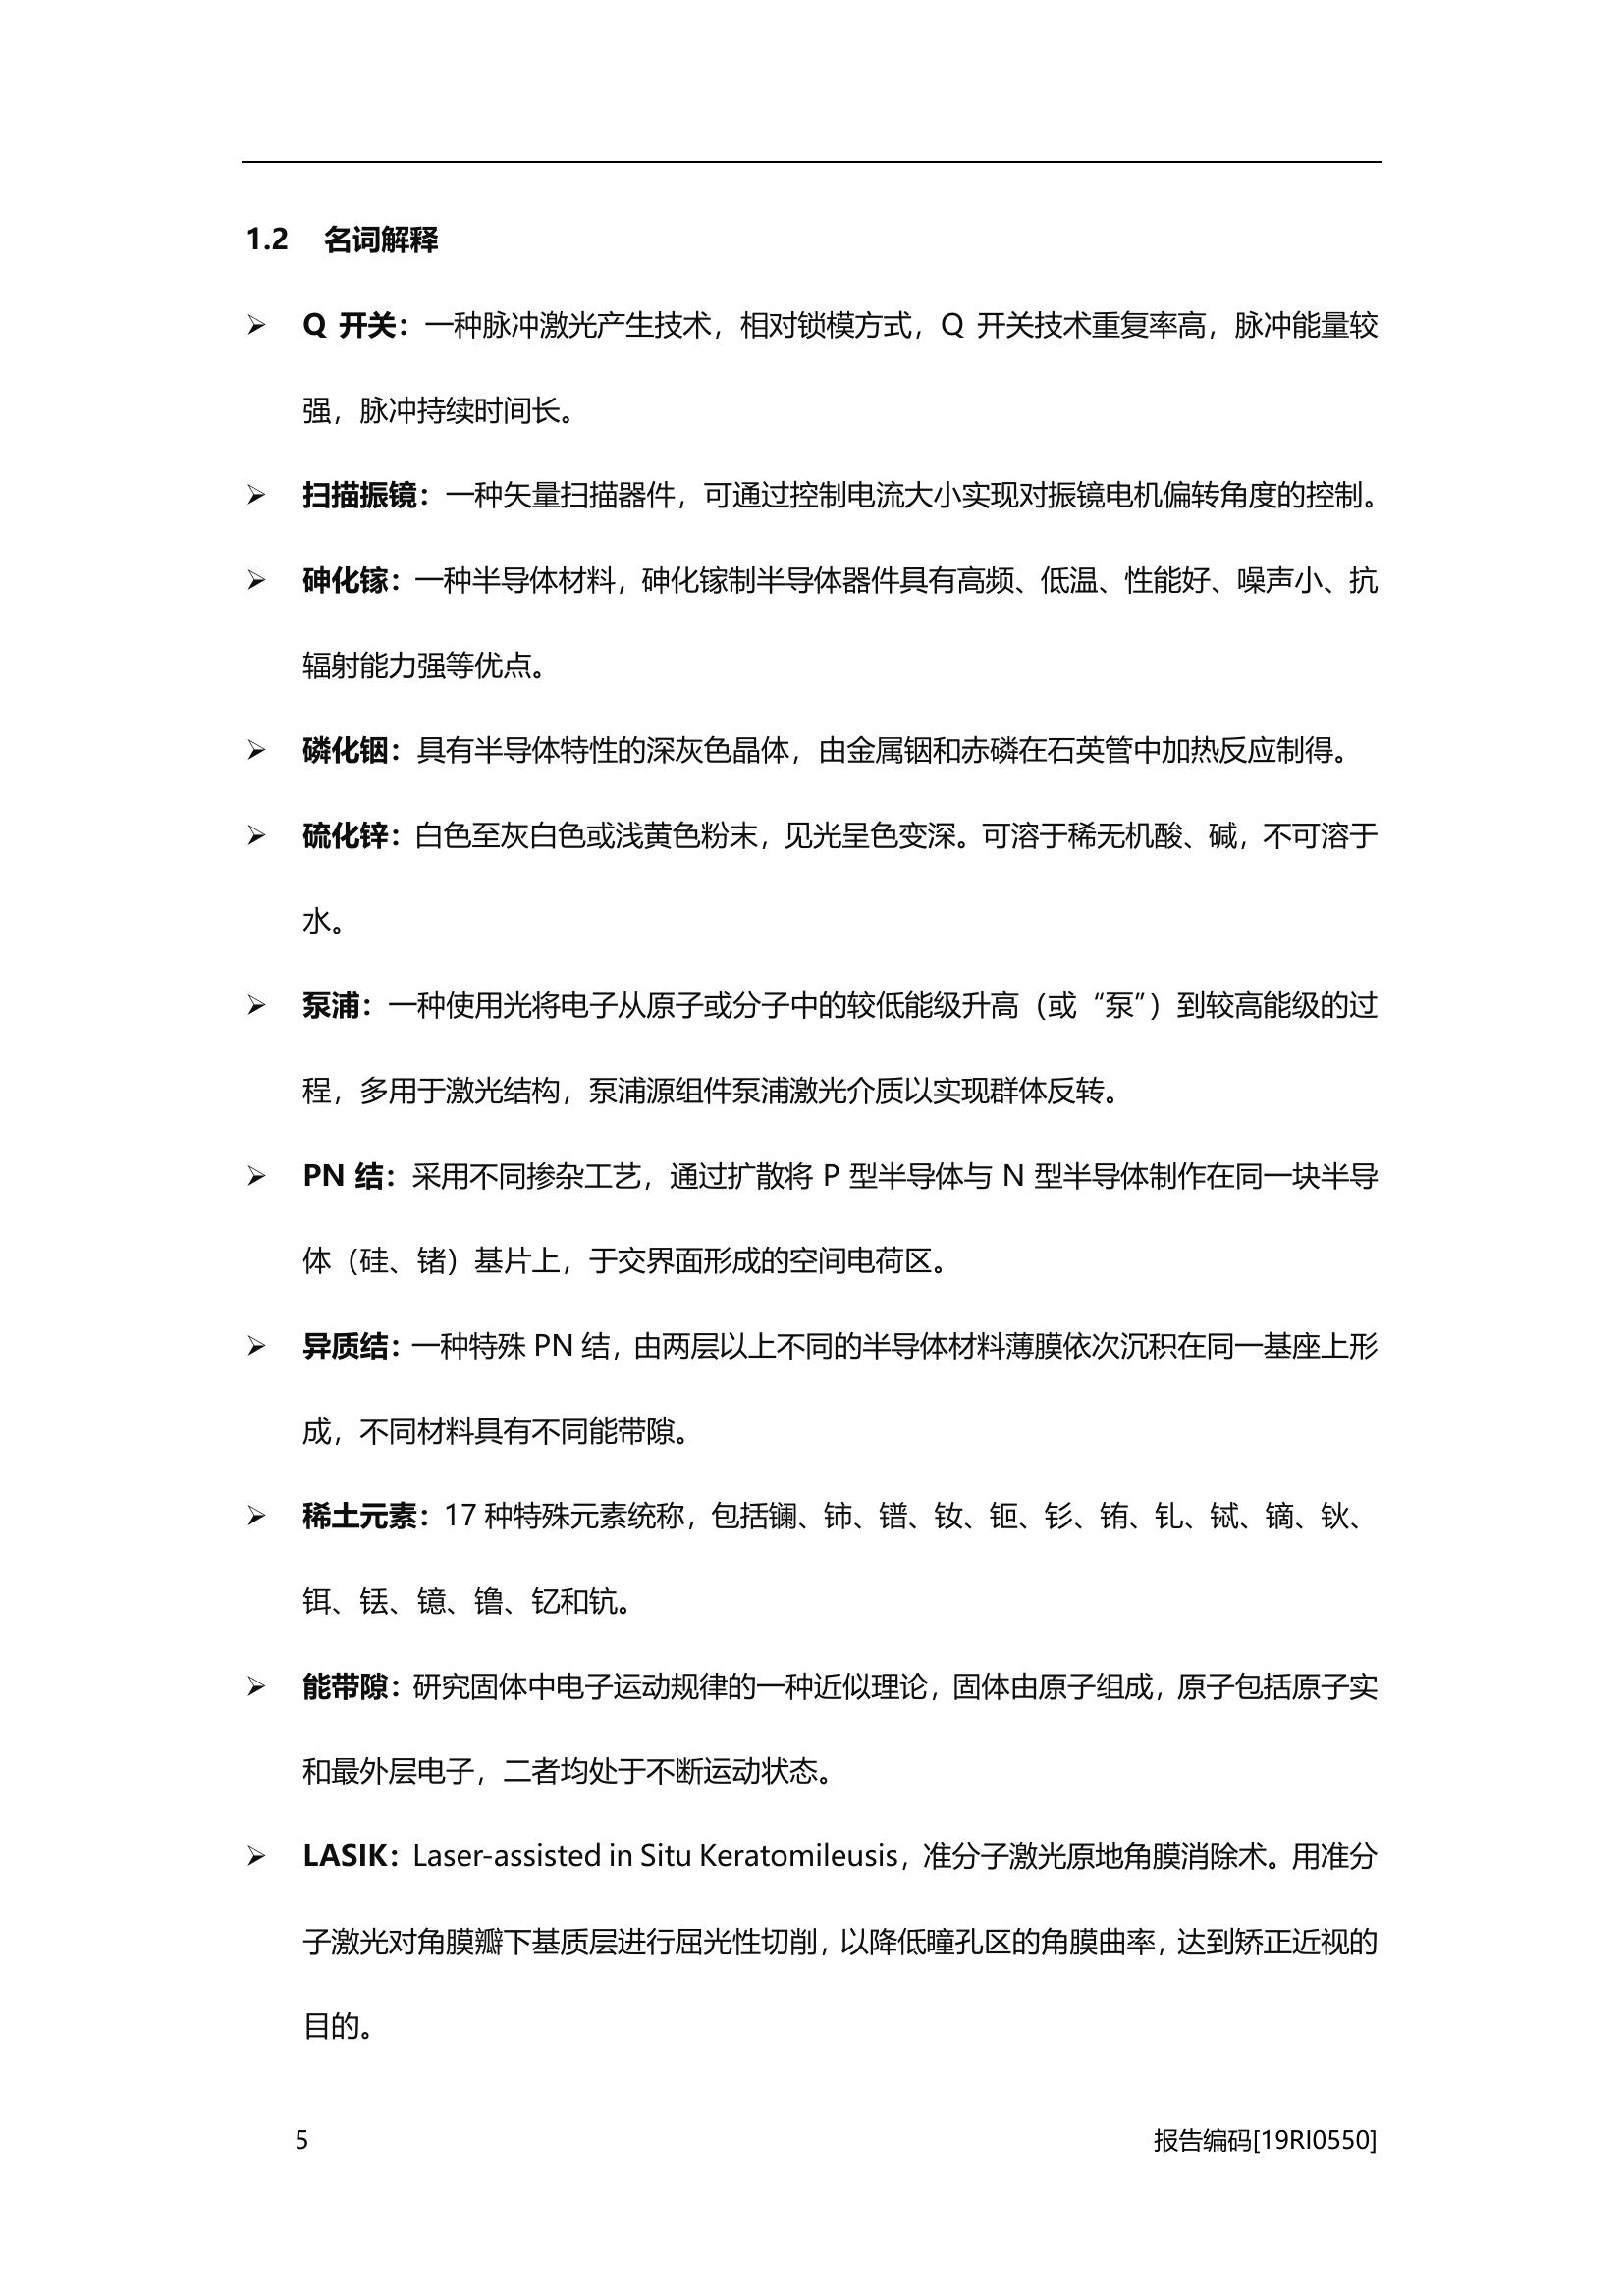 1.2 名词解释
➢ Q 开关：一种脉冲激光产生技术，相对锁模方式，Q 开关技术重复率高，脉冲能量较
强，脉冲持续时间长。
➢ 扫描振镜：一种矢量扫描器件，可通过控制电流大小实现对振镜电机偏转角度的控制。
➢ 砷化镓：一种半导体材料，砷化镓制半导体器件具有高频、低温、性能好、噪声小、抗
辐射能力强等优点。
➢ 磷化铟：具有半导体特性的深灰色晶体，由金属铟和赤磷在石英管中加热反应制得。
➢ 硫化锌：白色至灰白色或浅黄色粉末，见光呈色变深。可溶于稀无机酸、碱，不可溶于
水。
➢ 泵浦：一种使用光将电子从原子或分子中的较低能级升高（或“泵”）到较高能级的过
程，多用于激光结构，泵浦源组件泵浦激光介质以实现群体反转。
➢ PN 结：采用不同掺杂工艺，通过扩散将 P 型半导体与 N 型半导体制作在同一块半导
体（硅、锗）基片上，于交界面形成的空间电荷区。
➢ 异质结：一种特殊 PN 结，由两层以上不同的半导体材料薄膜依次沉积在同一基座上形
成，不同材料具有不同能带隙。
➢ 稀土元素：17 种特殊元素统称，包括镧、铈、镨、钕、钷、钐、铕、钆、铽、镝、钬、
铒、铥、镱、镥、钇和钪。
➢ 能带隙：研究固体中电子运动规律的一种近似理论，固体由原子组成，原子包括原子实
和最外层电子，二者均处于不断运动状态。
➢ LASIK：Laser-assisted in Situ Keratomileusis，准分子激光原地角膜消除术。用准分
子激光对角膜瓣下基质层进行屈光性切削，以降低瞳孔区的角膜曲率，达到矫正近视的
目的。
5 报告编码[19RI0550]